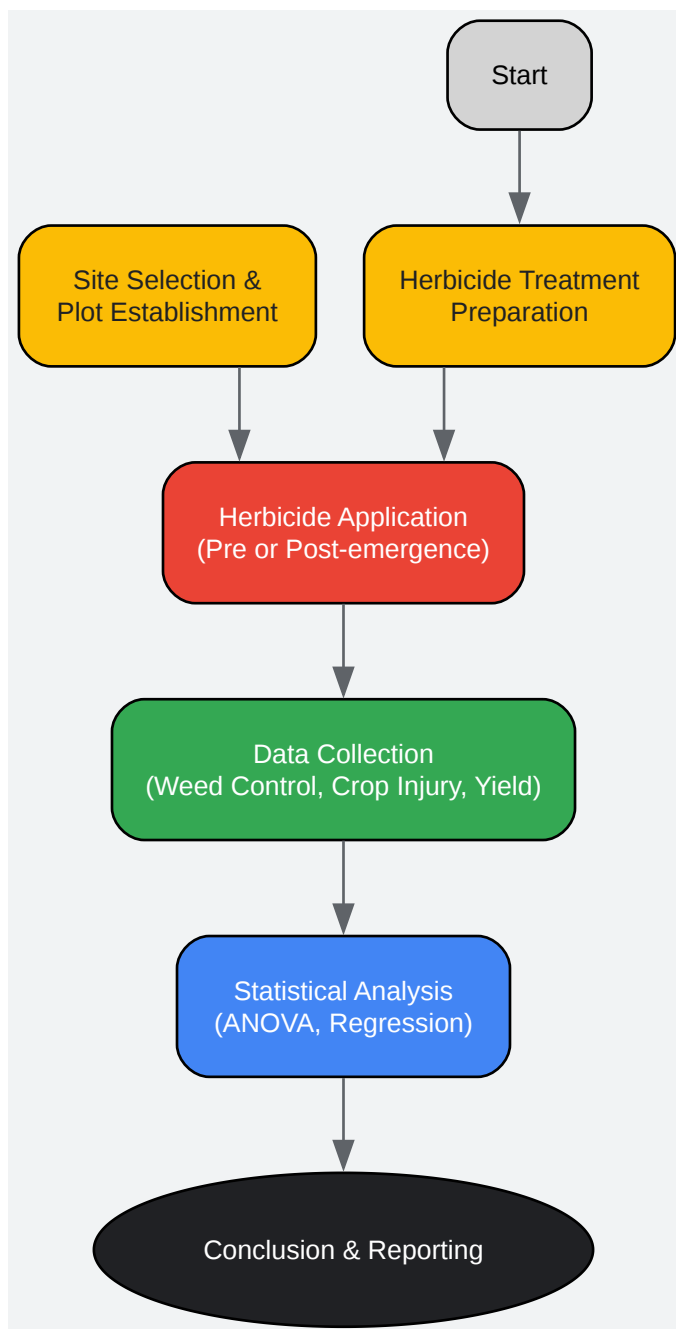 Start
Site Selection &
Plot Establishment
Herbicide Treatment
Preparation
Herbicide Application
(Pre or Post-emergence)
Data Collection
(Weed Control, Crop Injury, Yield)
Statistical Analysis
(ANOVA, Regression)
Conclusion & Reporting